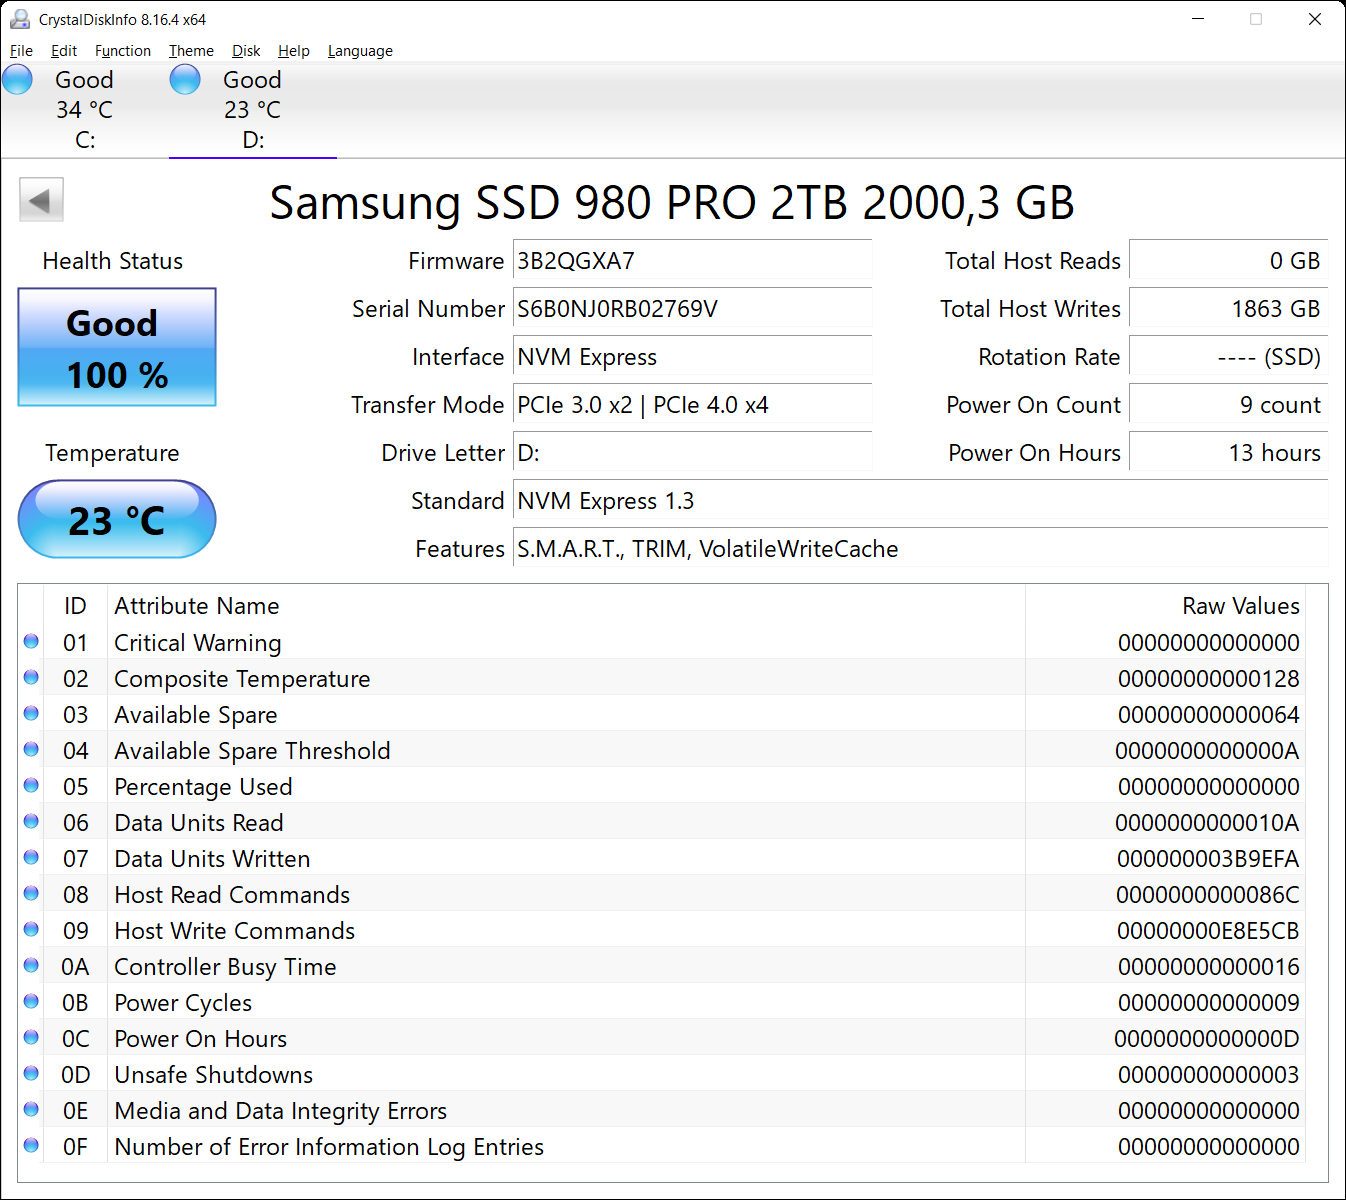 CrystalDiskInfo 8.16.4 x64
File Edit Function Theme Disk Help Language
Good Good
34 °C 23 °C
C: D:
Samsung SSD 980 PRO 2TB 2000,3 GB
Health Status
Good
100 %
Temperature
23 °C
Firmware 3B2QGXA7
Serial Number S6B0NJ0RB02769V
Interface NVM Express
Transfer Mode PCIe 3.0 x2 | PCIe 4.0 x4
Drive Letter D:
Standard NVM Express 1.3
Features S.M.A.R.T., TRIM, VolatileWriteCache
Total Host Reads 0 GB
Total Host Writes 1863 GB
Rotation Rate ---- (SSD)
Power On Count 9 count
Power On Hours 13 hours
ID Attribute Name Raw Values
01 Critical Warning 00000000000000
02 Composite Temperature 00000000000128
03 Available Spare 00000000000064
04 Available Spare Threshold 0000000000000A
05 Percentage Used 00000000000000
06 Data Units Read 0000000000010A
07 Data Units Written 000000003B9EFA
08 Host Read Commands 0000000000086C
09 Host Write Commands 00000000E8E5CB
0A Controller Busy Time 00000000000016
0B Power Cycles 00000000000009
0C Power On Hours 0000000000000D
0D Unsafe Shutdowns 00000000000003
0E Media and Data Integrity Errors 00000000000000
0F Number of Error Information Log Entries 00000000000000